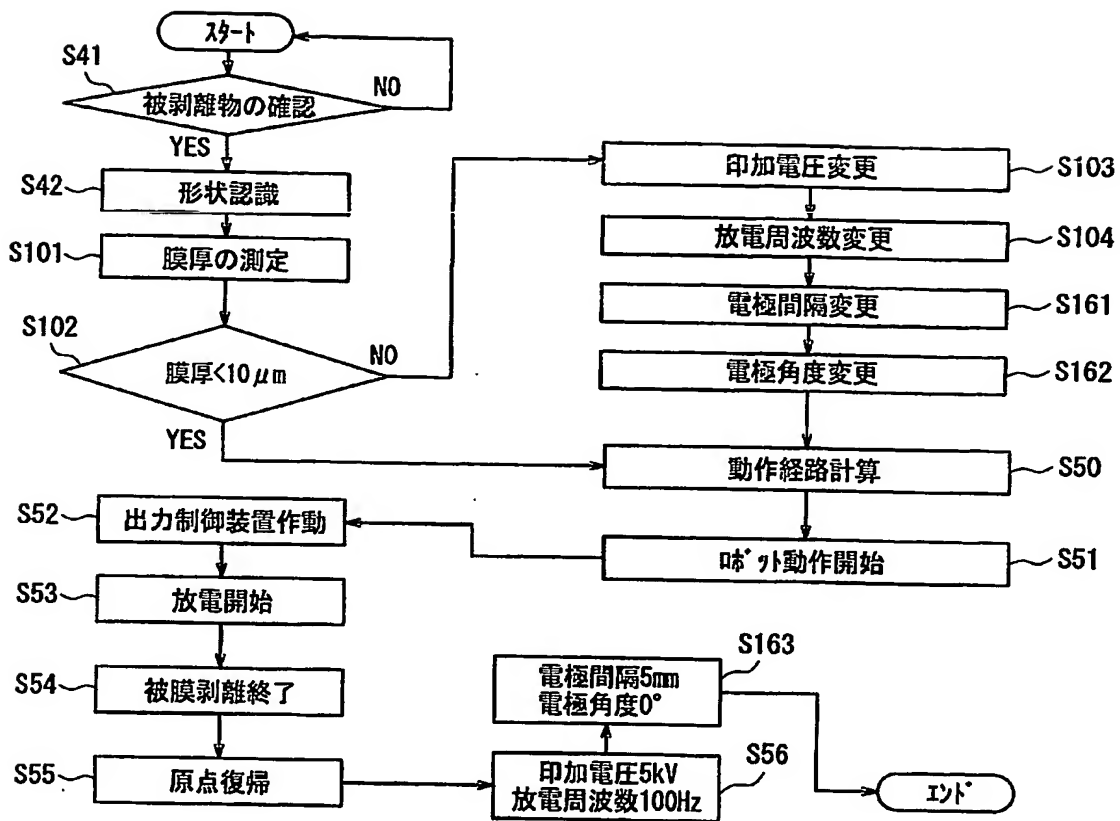 スタート
S41
被剥離物の確認
NO
YES
S42
形状認識
S101
膜厚の測定
S102
膜厚<10μm
NO
YES
印加電圧変更
S103
放電周波数変更
S104
電極間隔変更
S161
電極角度変更
S162
動作経路計算
S50
ロボット動作開始
S51
S52
出力制御装置作動
S53
放電開始
S54
被膜剥離終了
S55
原点復帰
印加電圧5kV
放電周波数100Hz
S56
電極間隔5mm
電極角度0°
S163
エンド